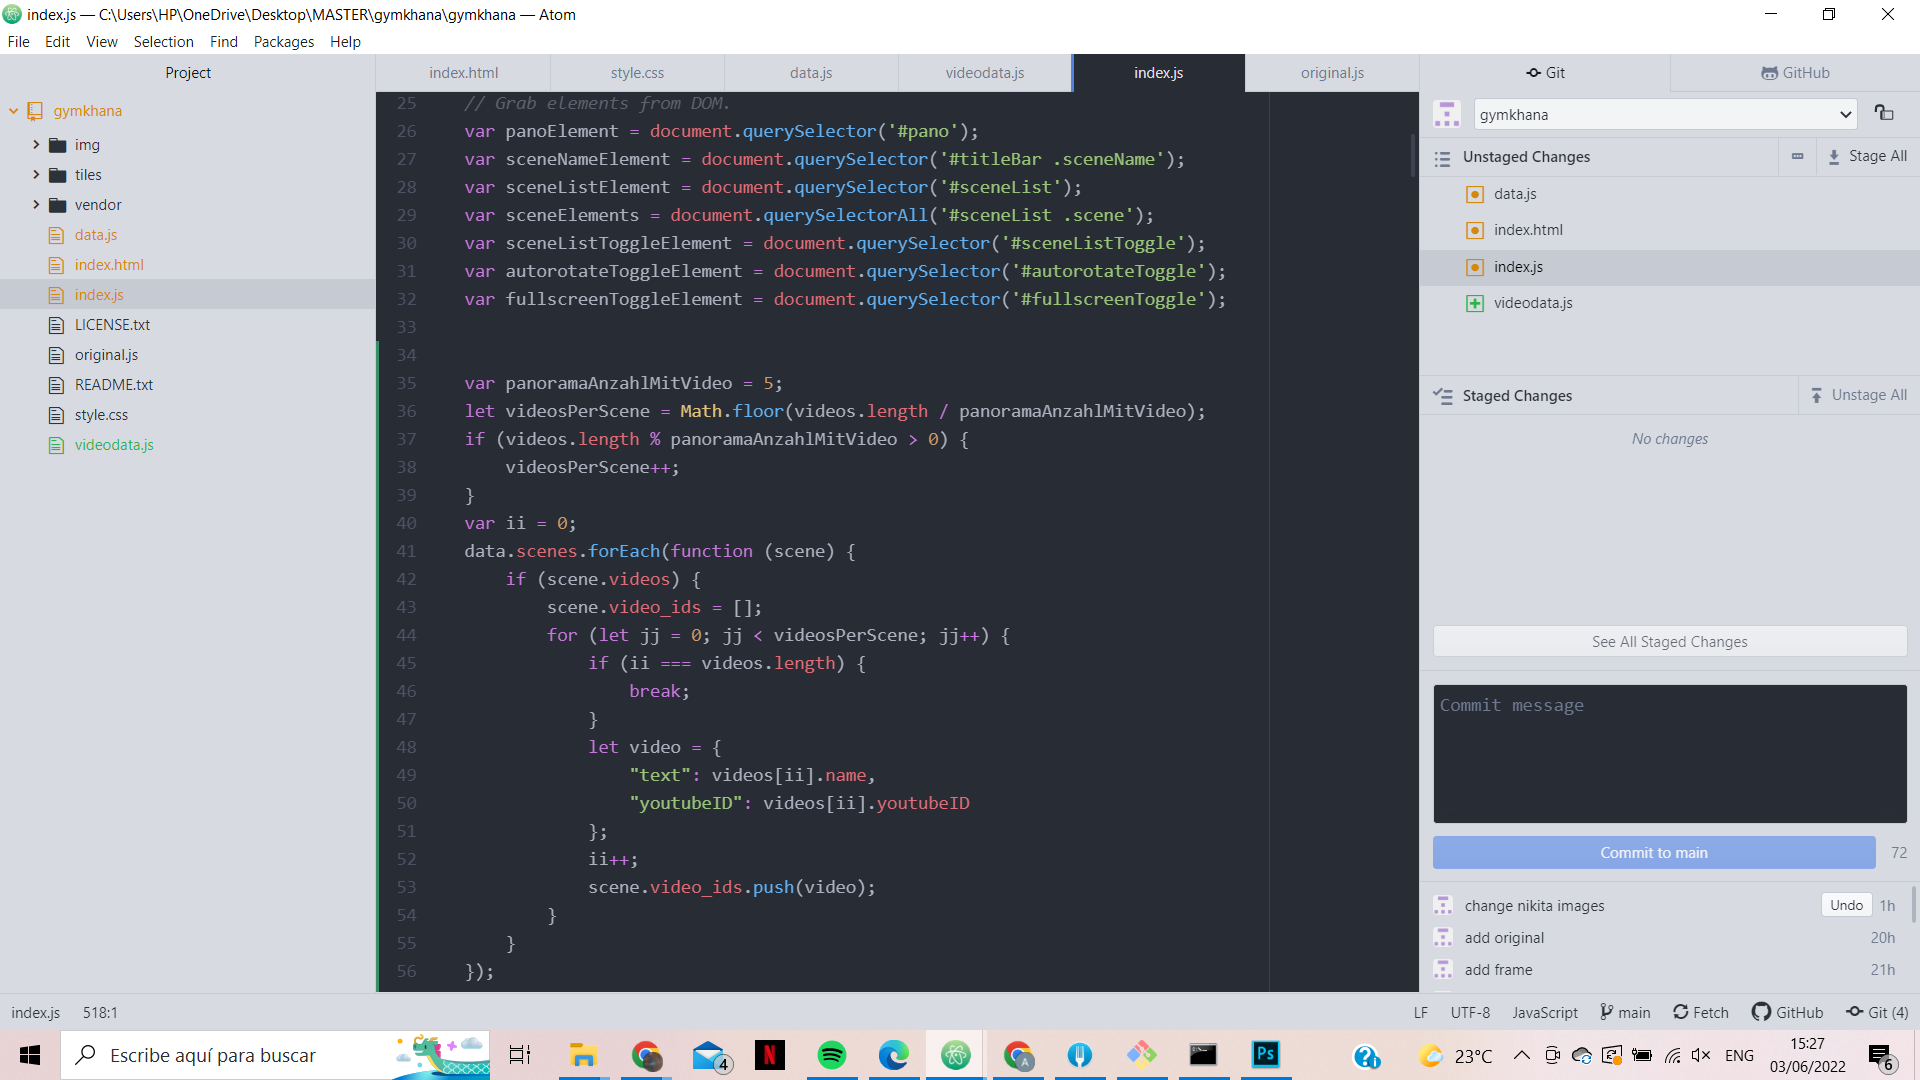 index.js — C:\Users\HP\OneDrive\Desktop\MASTER\gymkhana\gymkhana — Atom
File Edit View Selection Find Packages Help
Project
gymkhana
img
tiles
vendor
data.js
index.html
index.js
LICENSE.txt
original.js
README.txt
style.css
videodata.js
index.html style.css data.js videodata.js index.js original.js
25 // Grab elements from DOM.
26 var panoElement = document.querySelector('#pano');
27 var sceneNameElement = document.querySelector('#titleBar .sceneName');
28 var sceneListElement = document.querySelector('#sceneList');
29 var sceneElements = document.querySelectorAll('#sceneList .scene');
30 var sceneListToggleElement = document.querySelector('#sceneListToggle');
31 var autorotateToggleElement = document.querySelector('#autorotateToggle');
32 var fullscreenToggleElement = document.querySelector('#fullscreenToggle');
33
34
35 var panoramaAnzahlMitVideo = 5;
36 let videosPerScene = Math.floor(videos.length / panoramaAnzahlMitVideo);
37 if (videos.length % panoramaAnzahlMitVideo > 0) {
38 videosPerScene++;
39 }
40 var ii = 0;
41 data.scenes.forEach(function (scene) {
42 if (scene.videos) {
43 scene.video_ids = [];
44 for (let jj = 0; jj < videosPerScene; jj++) {
45 if (ii === videos.length) {
46 break;
47 }
48 let video = {
49 "text": videos[ii].name,
50 "youtubeID": videos[ii].youtubeID
51 };
52 ii++;
53 scene.video_ids.push(video);
54 }
55 }
56 });
Git GitHub
gymkhana
Unstaged Changes Stage All
data.js
index.html
index.js
videodata.js
Staged Changes Unstage All
No changes
See All Staged Changes
Commit message
Commit to main 72
change nikita images Undo 1h
add original 20h
add frame 21h
index.js 518:1 LF UTF-8 JavaScript main Fetch GitHub Git (4)
Escribe aquí para buscar 4 N A Ps 23°C ENG 15:27
03/06/2022 6